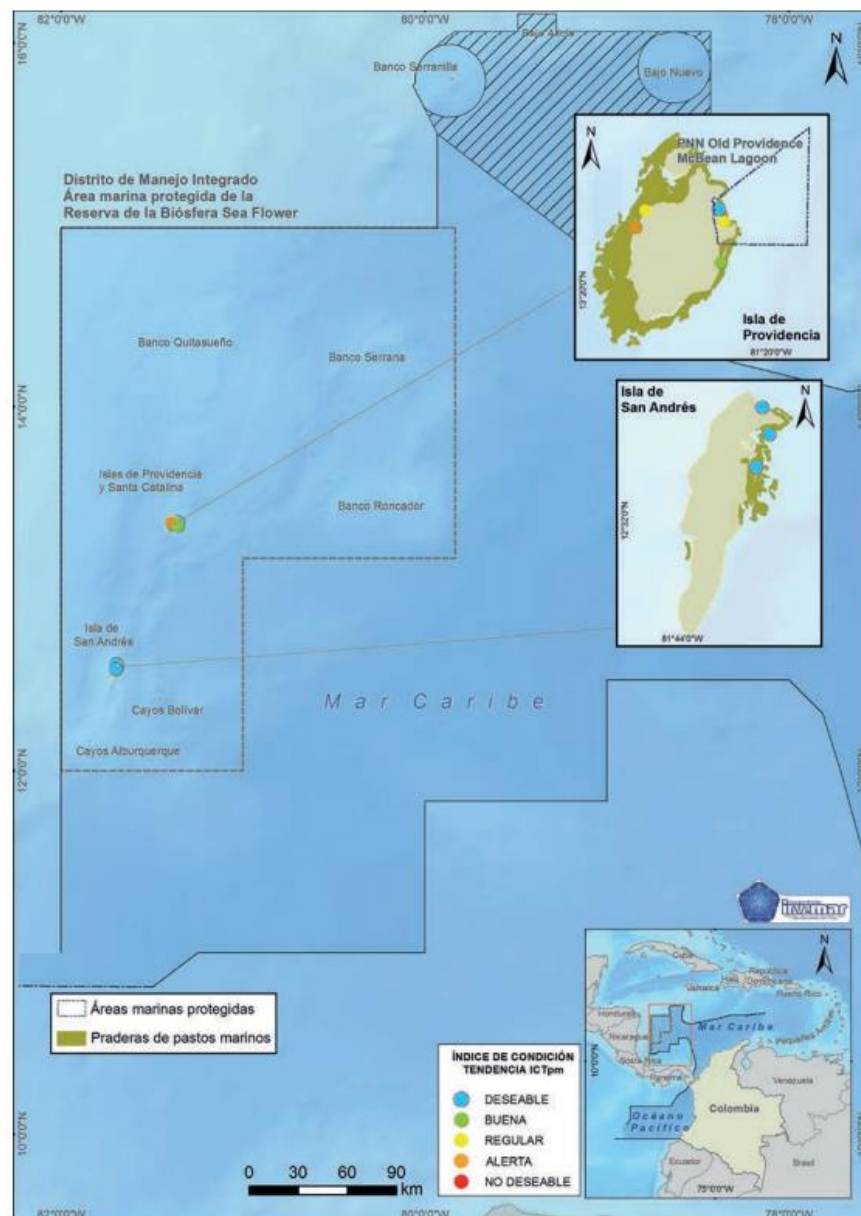 82°0'0"W
80°0'0"W
78°0'0"W
16°0'0"N
Bajo Alicia
Banco Serranilla
Bajo Nuevo
N
N
PNN Old Providence
McBean Lagoon
Distrito de Manejo Integrado
Área marina protegida de la
Reserva de la Biósfera Sea Flower
Isla de
Providencia
81°20'0"W
Banco Quitasueño
Banco Serrana
14°0'0"N
Isla de
San Andrés
N
Islas de Providencia
y Santa Catalina
Banco Roncador
12°32'0"N
Isla de
San Andrés
81°44'0"W
Mar Caribe
Cayos Bolívar
Cayos Alburquerque
12°0'0"N
invemar
N
Áreas marinas protegidas
Praderas de pastos marinos
ÍNDICE DE CONDICIÓN
TENDENCIA ICTpm
DESEABLE
BUENA
REGULAR
ALERTA
NO DESEABLE
Cuba
República
Dominicana
Jamaica
Puerto Rico
Honduras
Nicaragua
Mar Caribe
Pequeñas Antillas
Costa Rica
Panamá
Venezuela
Colombia
Océano
Pacífico
Ecuador
Brasil
10°0'0"N
75°0'0"W
10°0'0"N
0 30 60 90
km
82°0'0"W
80°0'0"W
78°0'0"W